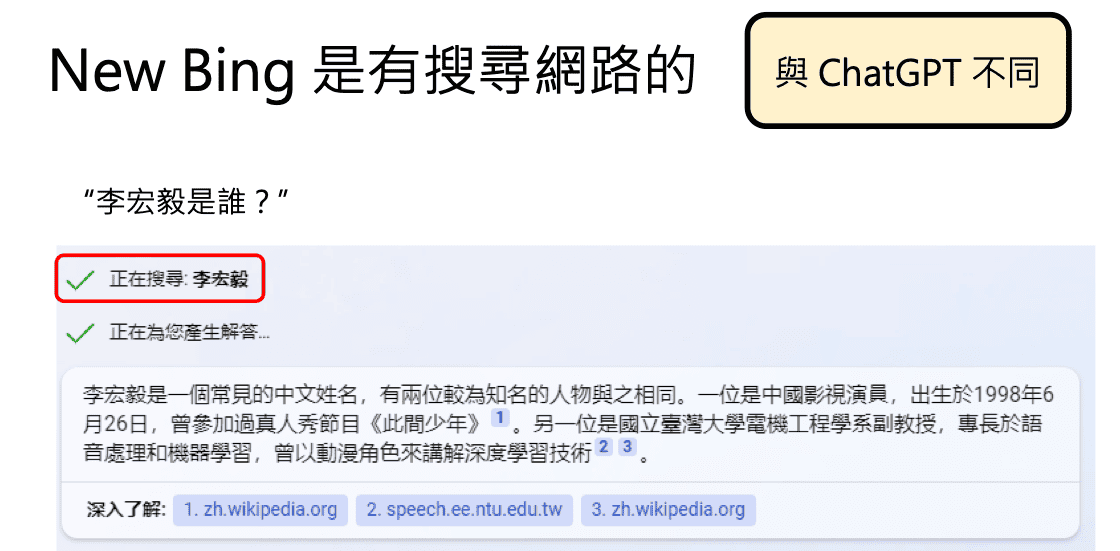 New Bing 是有搜尋網路的
與 ChatGPT 不同
“李宏毅是誰？”
正在搜尋: 李宏毅
正在為您產生解答...
李宏毅是一個常見的中文姓名，有兩位較為知名的人物與之相同。一位是中國影視演員，出生於1998年6
月26日，曾參加過真人秀節目《此間少年》 1 。另一位是國立臺灣大學電機工程學系副教授，專長於語
音處理和機器學習，曾以動漫角色來講解深度學習技術 2 3 。
深入了解: 1. zh.wikipedia.org 2. speech.ee.ntu.edu.tw 3. zh.wikipedia.org